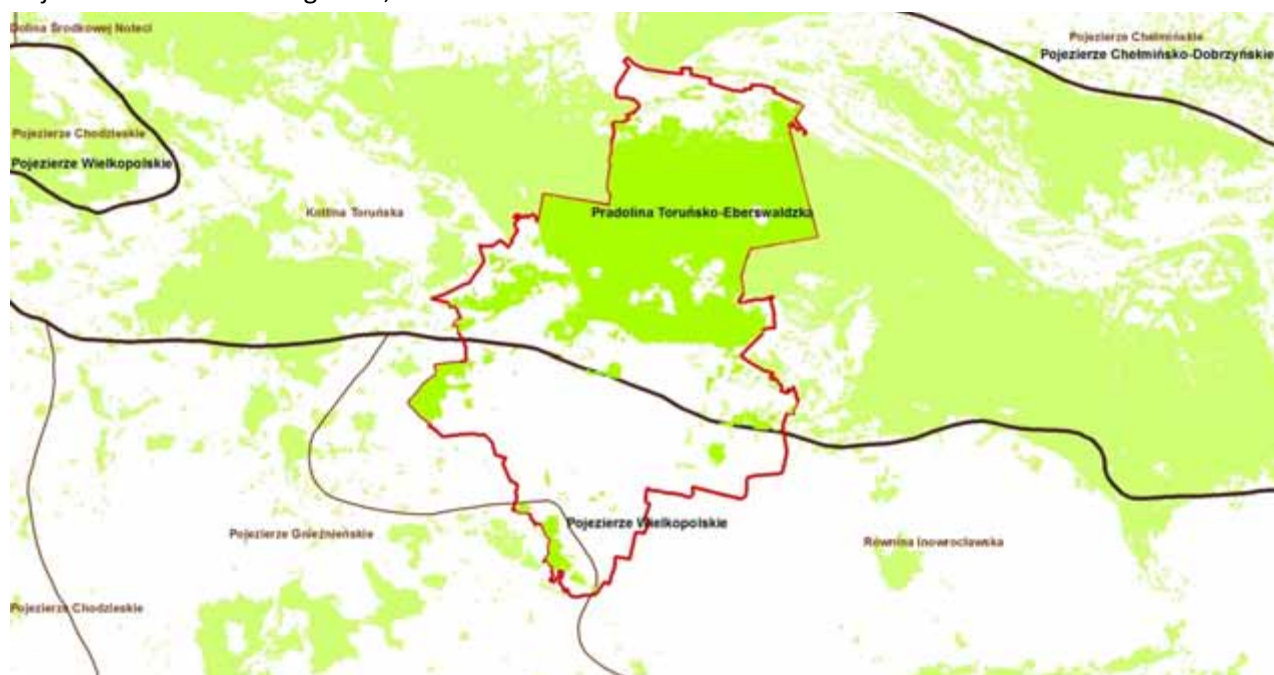 Dolina Środkowej Noteci
Pojezierze Chełmińskie
Pojezierze Chełmińsko-Dobrzyńskie
Pojezierze Chodzieskie
Pojezierze Wielkopolskie
Kotlina Toruńska
Pradolina Toruńsko-Eberswaldzka
Pojezierze Gnieźnieńskie
Pojezierze Wielkopolskie
Równina Inowrocławska
Pojezierze Chodzieskie